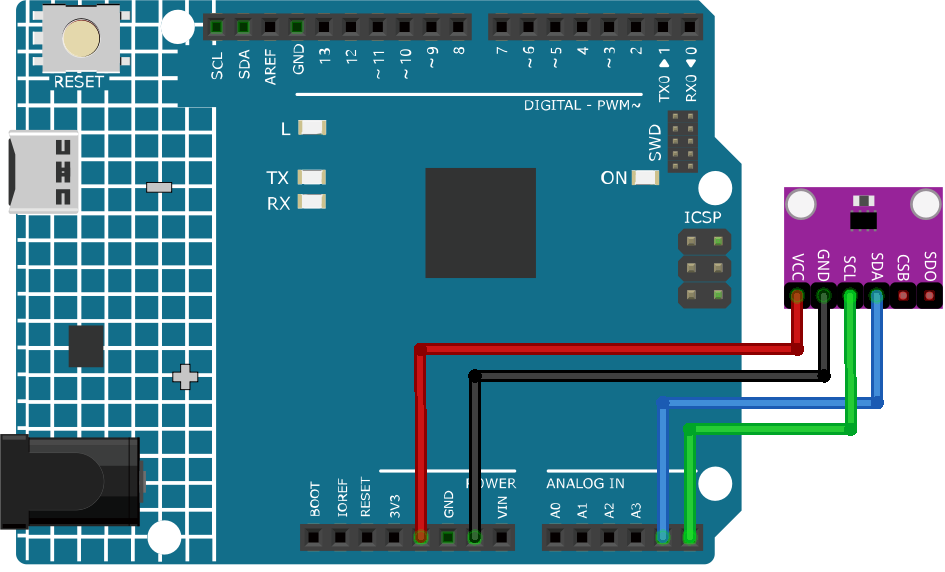 SCL SDA AREF GND 13 12 ~11 ~10 ~9 8 7 ~6 ~5 4 ~3 2 TX0 ▶ 1 RX0 ◀ 0
RESET
DIGITAL - PWM~
L
SWD
TX
ON
RX
ICSP
VCC GND SCL SDA CSB SDO
POWER
ANALOG IN
BOOT IOREF RESET 3V3 GND VIN A0 A1 A2 A3